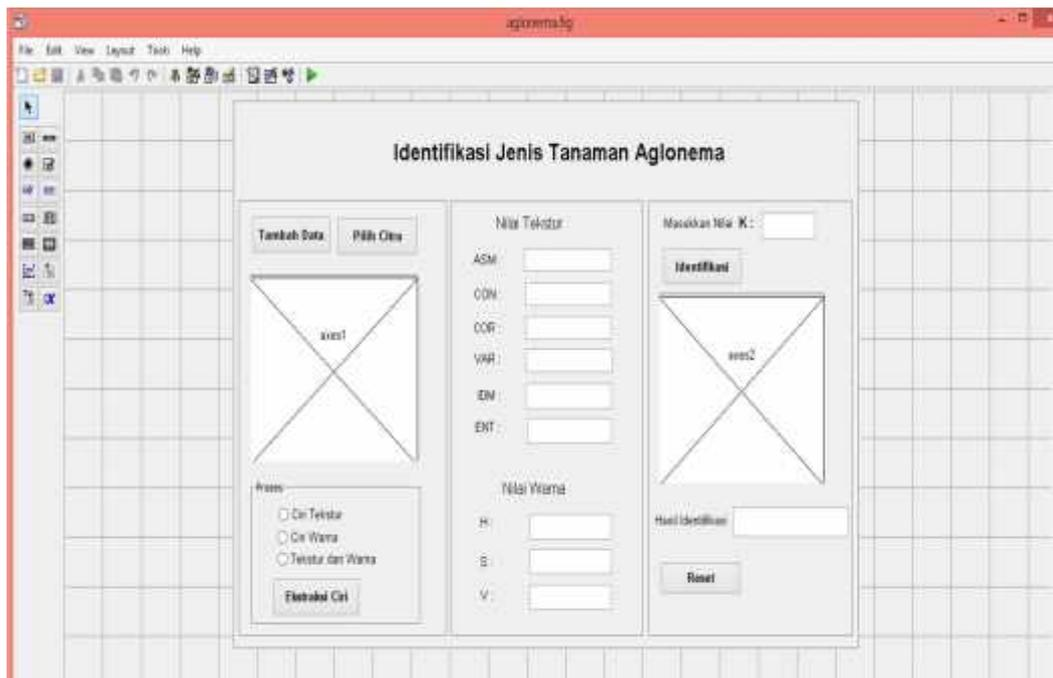 aglonema.fig
File Edit View Layout Tools Help
Identifikasi Jenis Tanaman Aglonema
Tambah Data Pilih Citra
axes1
Proses
Ciri Tekstur
Ciri Warna
Tekstur dan Warna
Ekstraksi Ciri
Nilai Tekstur
ASM :
CON :
COR :
VAR :
IDM :
ENT :
Nilai Warna
H :
S :
V :
Masukkan Nilai K :
Identifikasi
axes2
Hasil Identifikasi
Reset